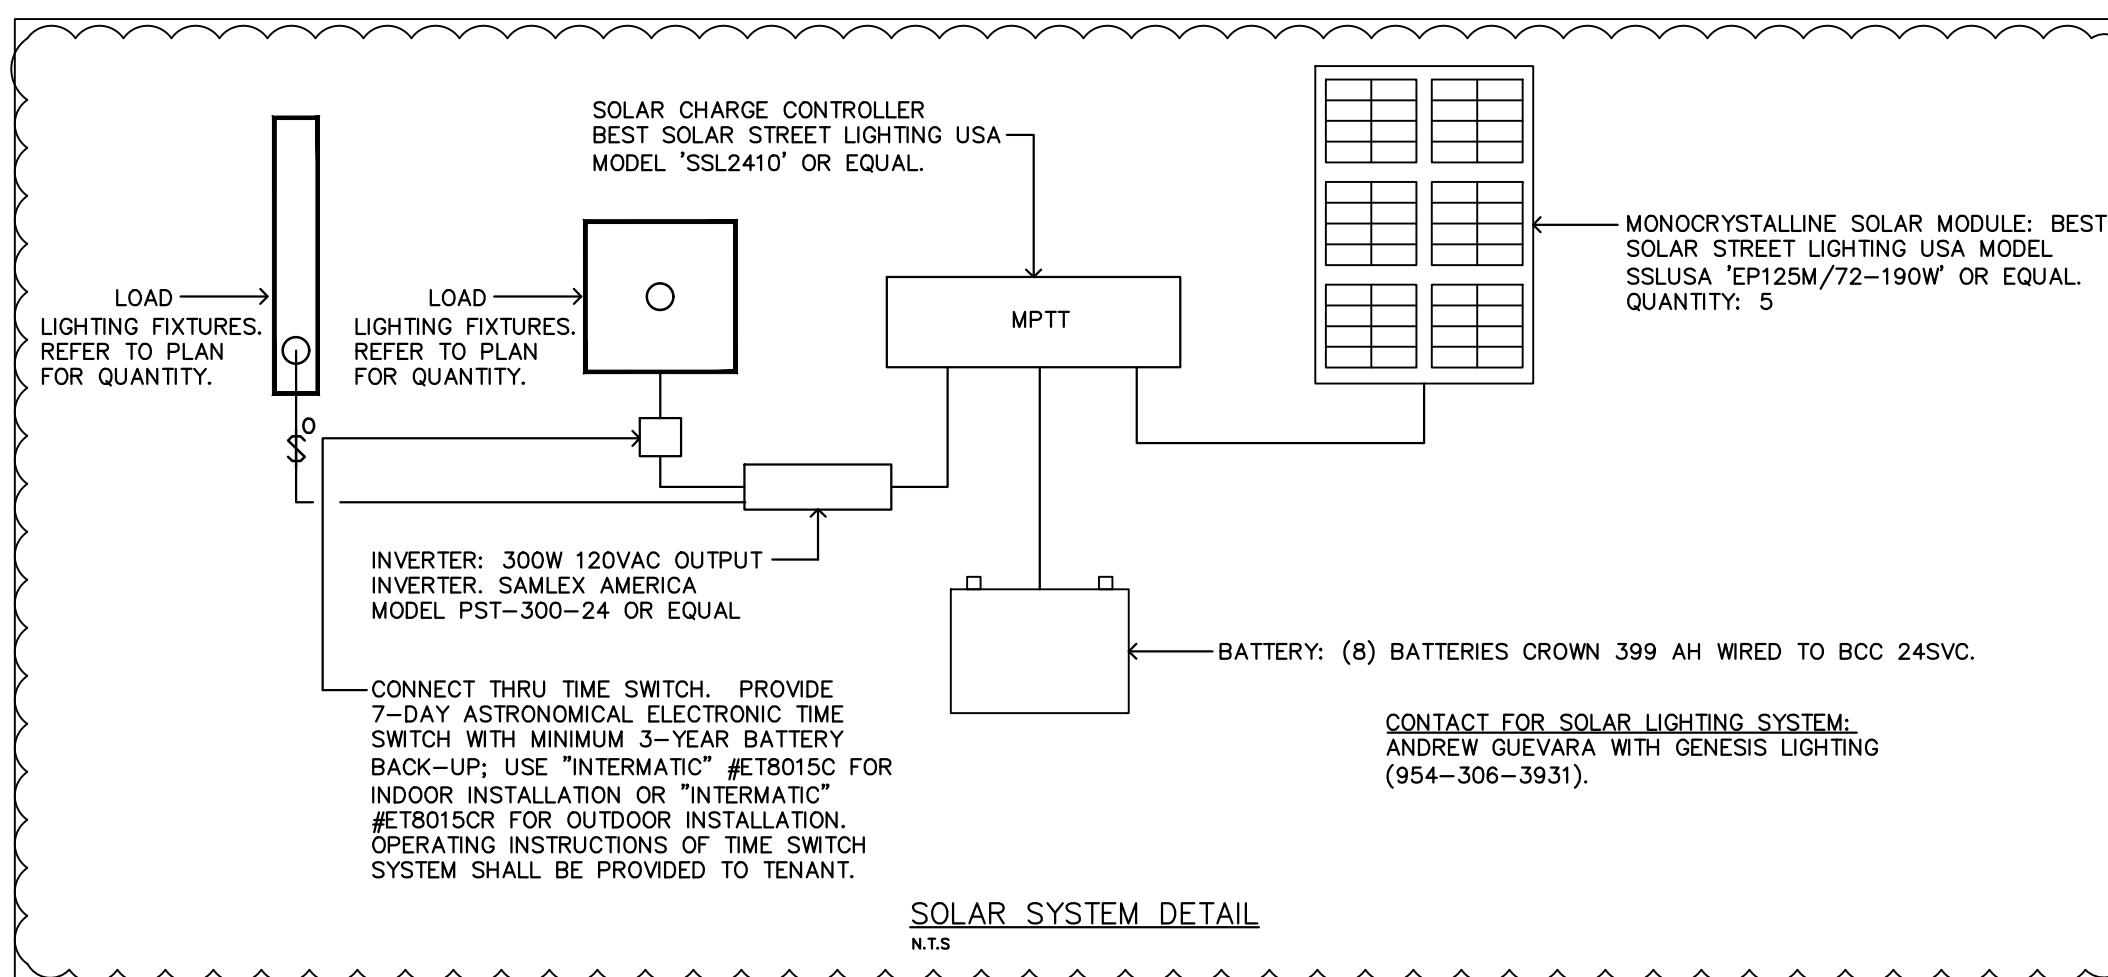 SOLAR CHARGE CONTROLLER
BEST SOLAR STREET LIGHTING USA
MODEL 'SSL2410' OR EQUAL.
MONOCRYSTALLINE SOLAR MODULE: BEST
SOLAR STREET LIGHTING USA MODEL
SSLUSA 'EP125M/72-190W' OR EQUAL.
QUANTITY: 5
LOAD
LIGHTING FIXTURES.
REFER TO PLAN
FOR QUANTITY.
LOAD
LIGHTING FIXTURES.
REFER TO PLAN
FOR QUANTITY.
MPTT
$O
INVERTER: 300W 120VAC OUTPUT
INVERTER. SAMLEX AMERICA
MODEL PST-300-24 OR EQUAL
BATTERY: (8) BATTERIES CROWN 399 AH WIRED TO BCC 24SVC.
CONNECT THRU TIME SWITCH. PROVIDE
7-DAY ASTRONOMICAL ELECTRONIC TIME
SWITCH WITH MINIMUM 3-YEAR BATTERY
BACK-UP; USE "INTERMATIC" #ET8015C FOR
INDOOR INSTALLATION OR "INTERMATIC"
#ET8015CR FOR OUTDOOR INSTALLATION.
OPERATING INSTRUCTIONS OF TIME SWITCH
SYSTEM SHALL BE PROVIDED TO TENANT.
CONTACT FOR SOLAR LIGHTING SYSTEM:
ANDREW GUEVARA WITH GENESIS LIGHTING
(954-306-3931).
SOLAR SYSTEM DETAIL
N.T.S